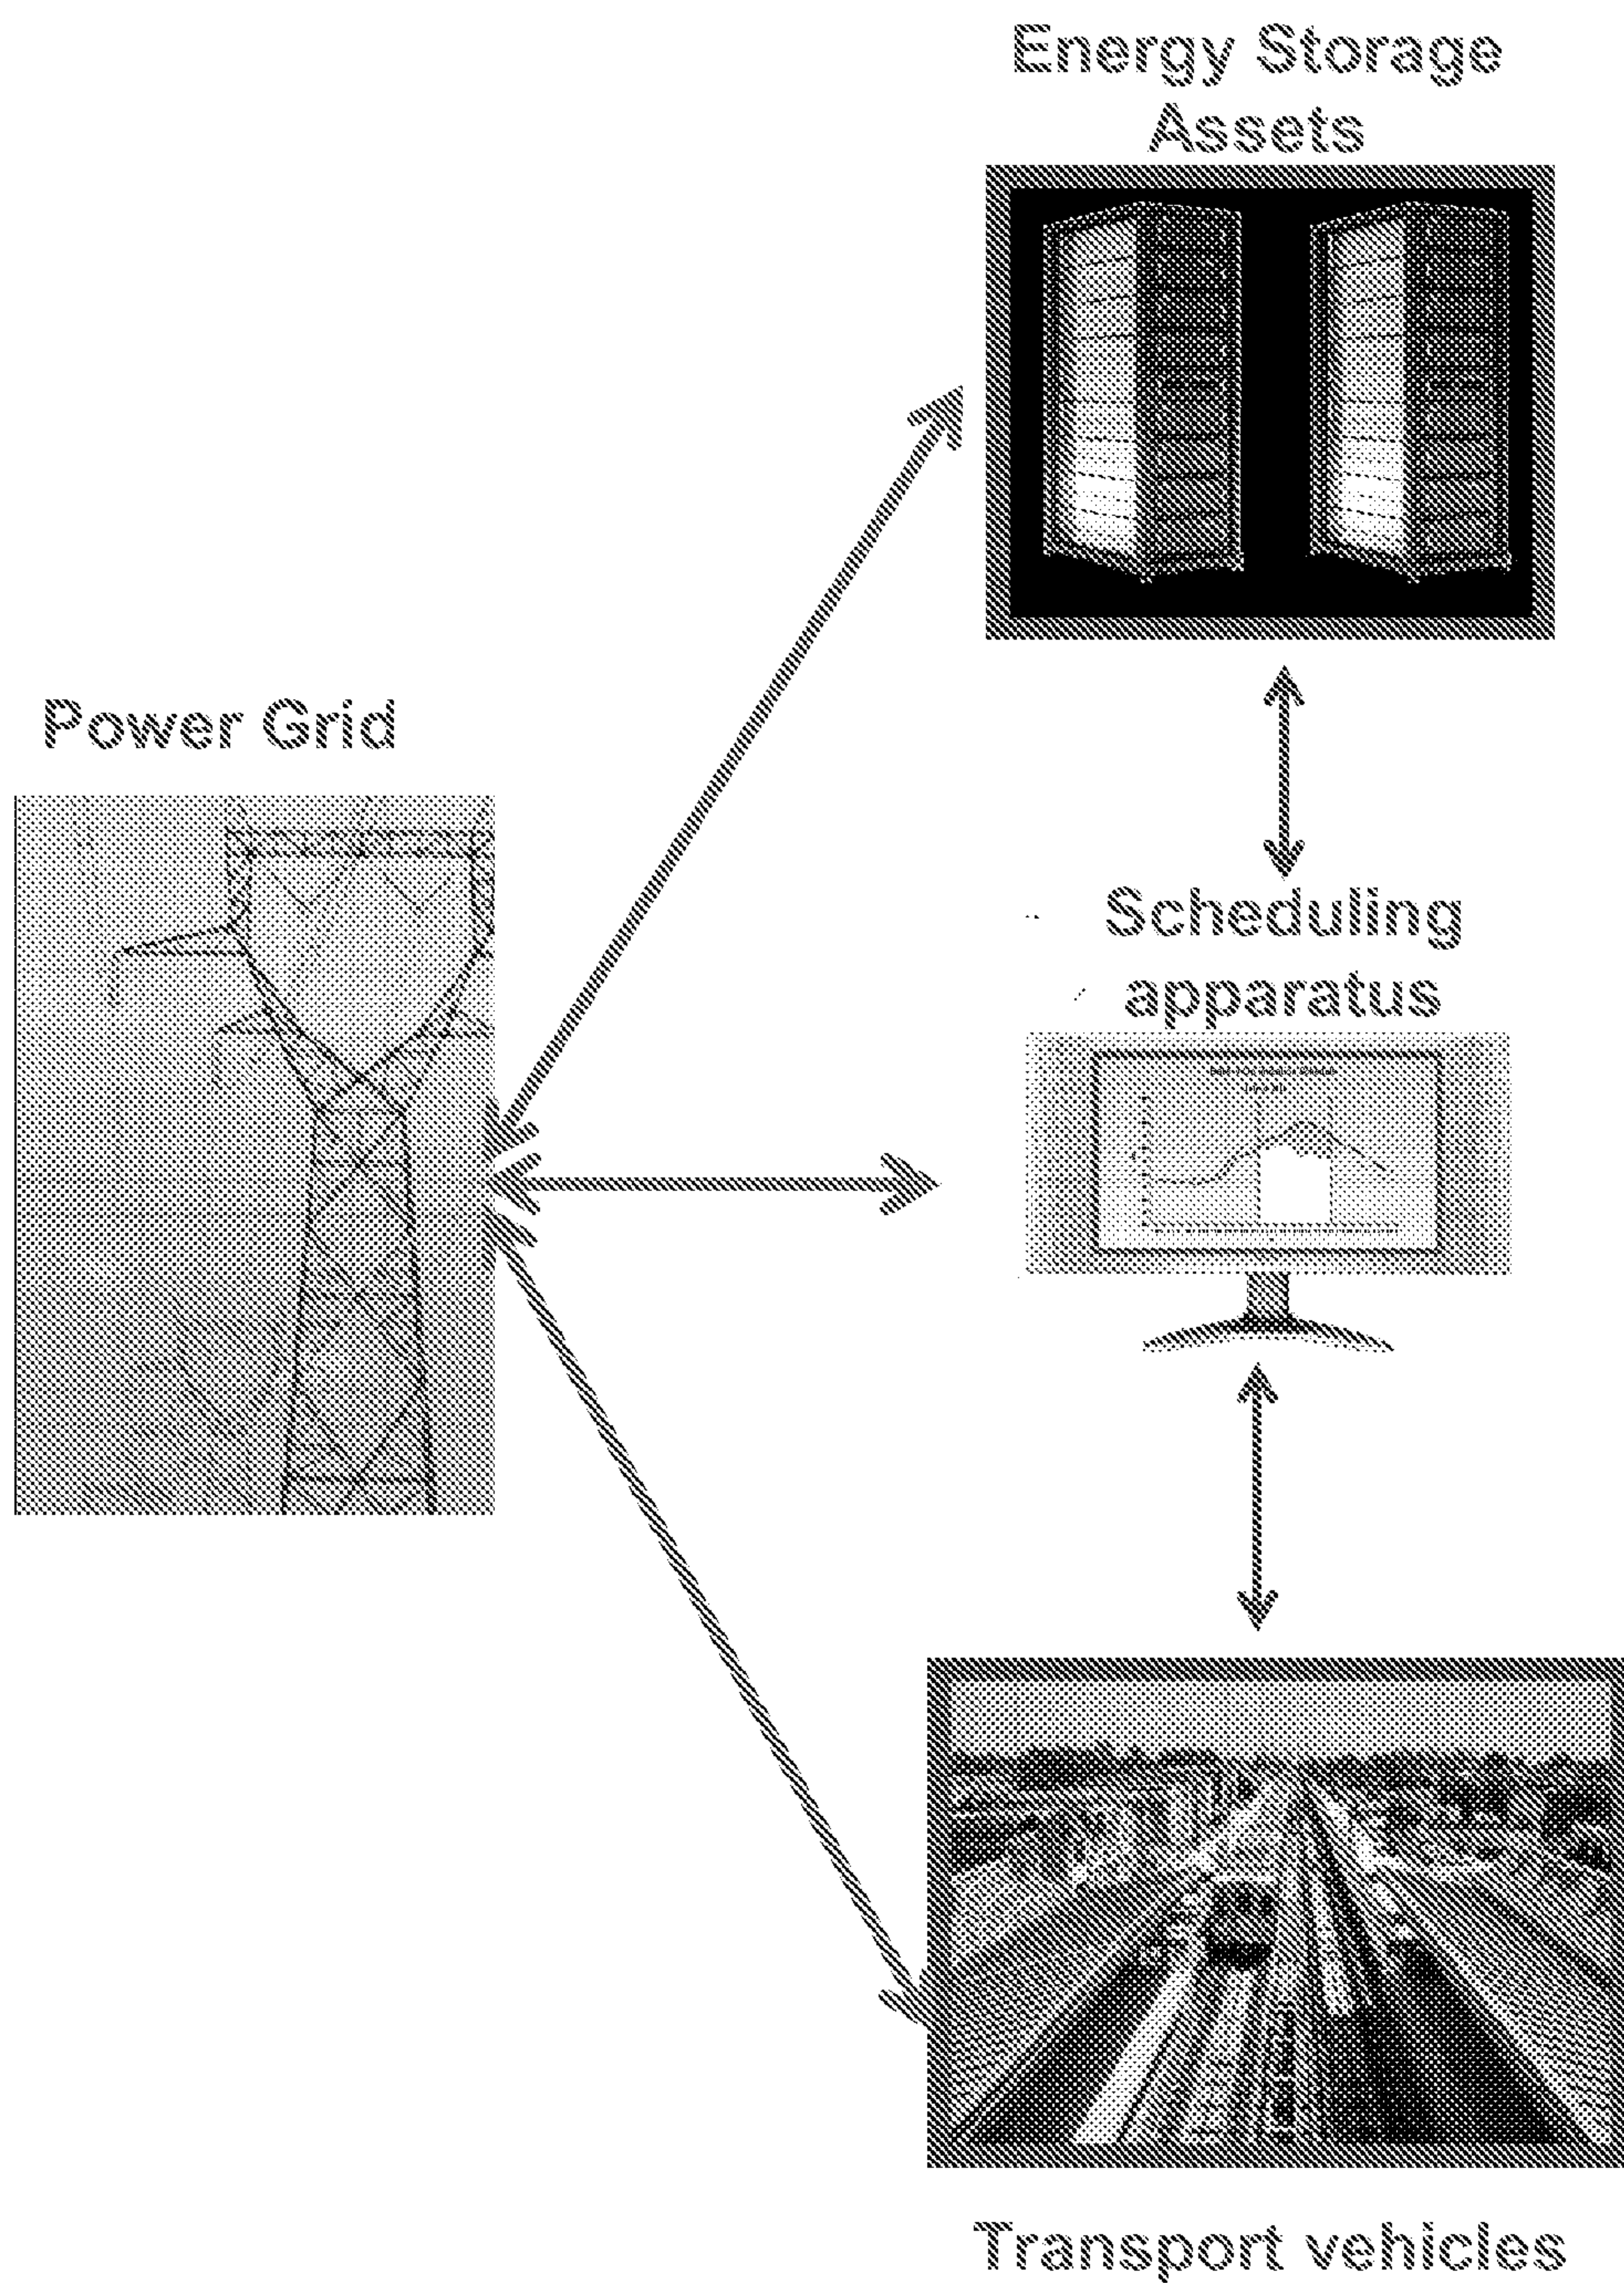 Energy Storage
Assets
Power Grid
Scheduling
apparatus
Transport vehicles